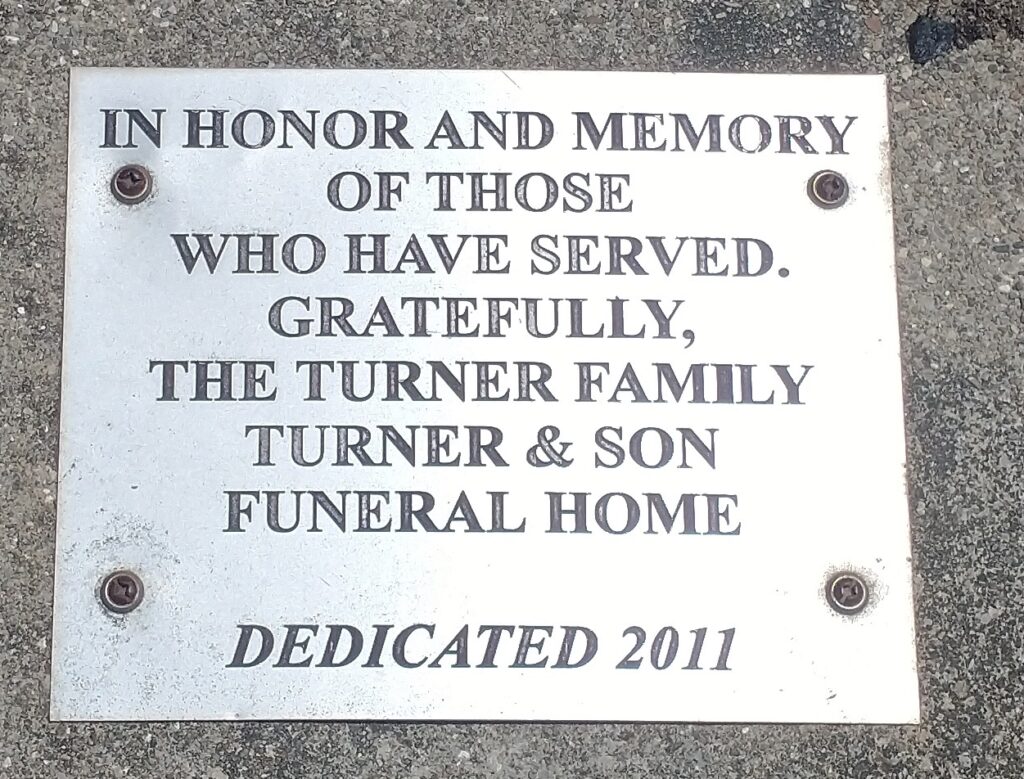 IN HONOR AND MEMORY
OF THOSE
WHO HAVE SERVED.
GRATEFULLY,
THE TURNER FAMILY
TURNER & SON
FUNERAL HOME
DEDICATED 2011